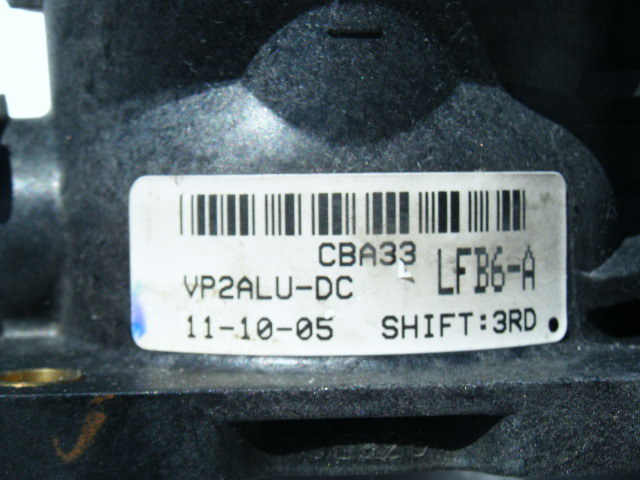 CBA33
LFB6-A
VP2ALU-DC
11-10-05 SHIFT:3RD